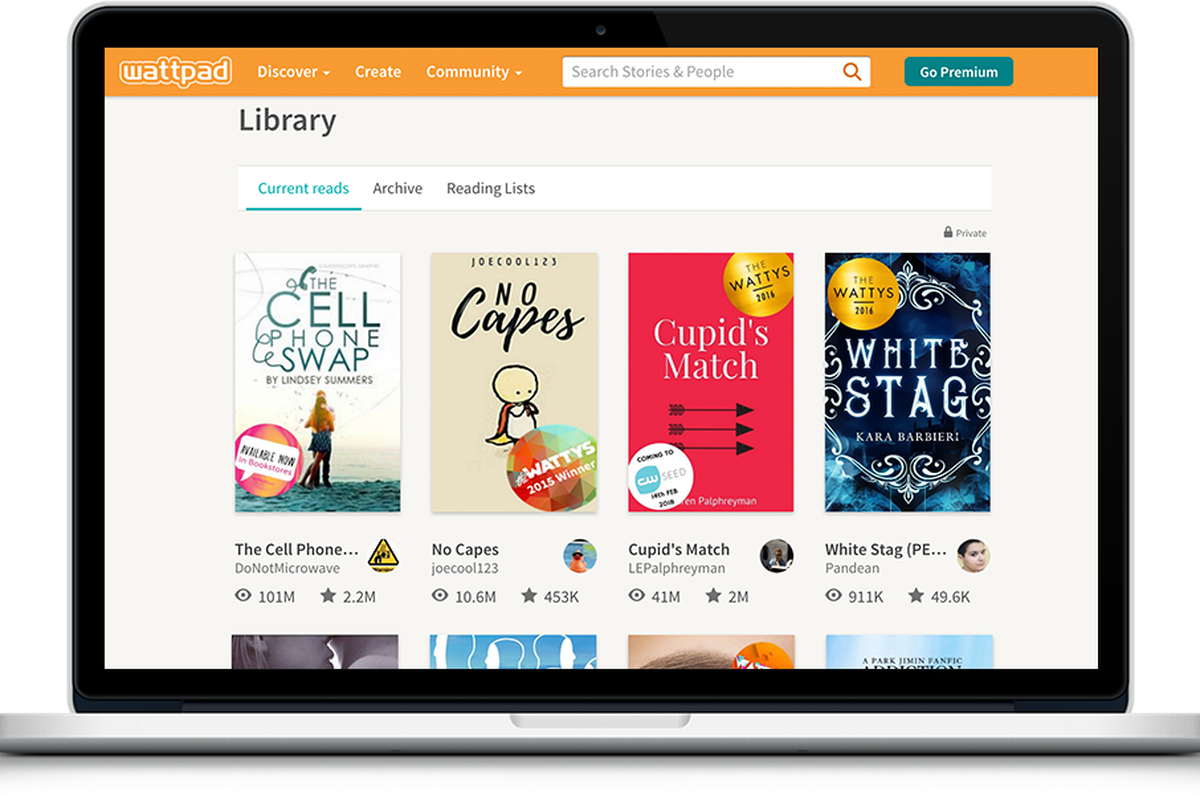 wattpad
Discover
Create
Community
Search Stories & People
Go Premium
Library
Current reads
Archive
Reading Lists
Private
THE
CELL
PHONE
SWAP
BY LINDSEY SUMMERS
AVAILABLE NOW
in Bookstores
JOECOOL123
NO
Capes
the WATTYS
2015 Winner
THE
WATTYS
2016
Cupid's
Match
COMING TO
CW SEED
14th FEB
2018
Palphreyman
THE
WATTYS
2016
WHITE
STAG
KARA BARBIERI
The Cell Phone...
DoNotMicrowave
101M 2.2M
No Capes
joecool123
10.6M 453K
Cupid's Match
LEPalphreyman
41M 2M
White Stag (PE...
Pandean
911K 49.6K
A PARK JIMIN FANFIC
ADDICTION